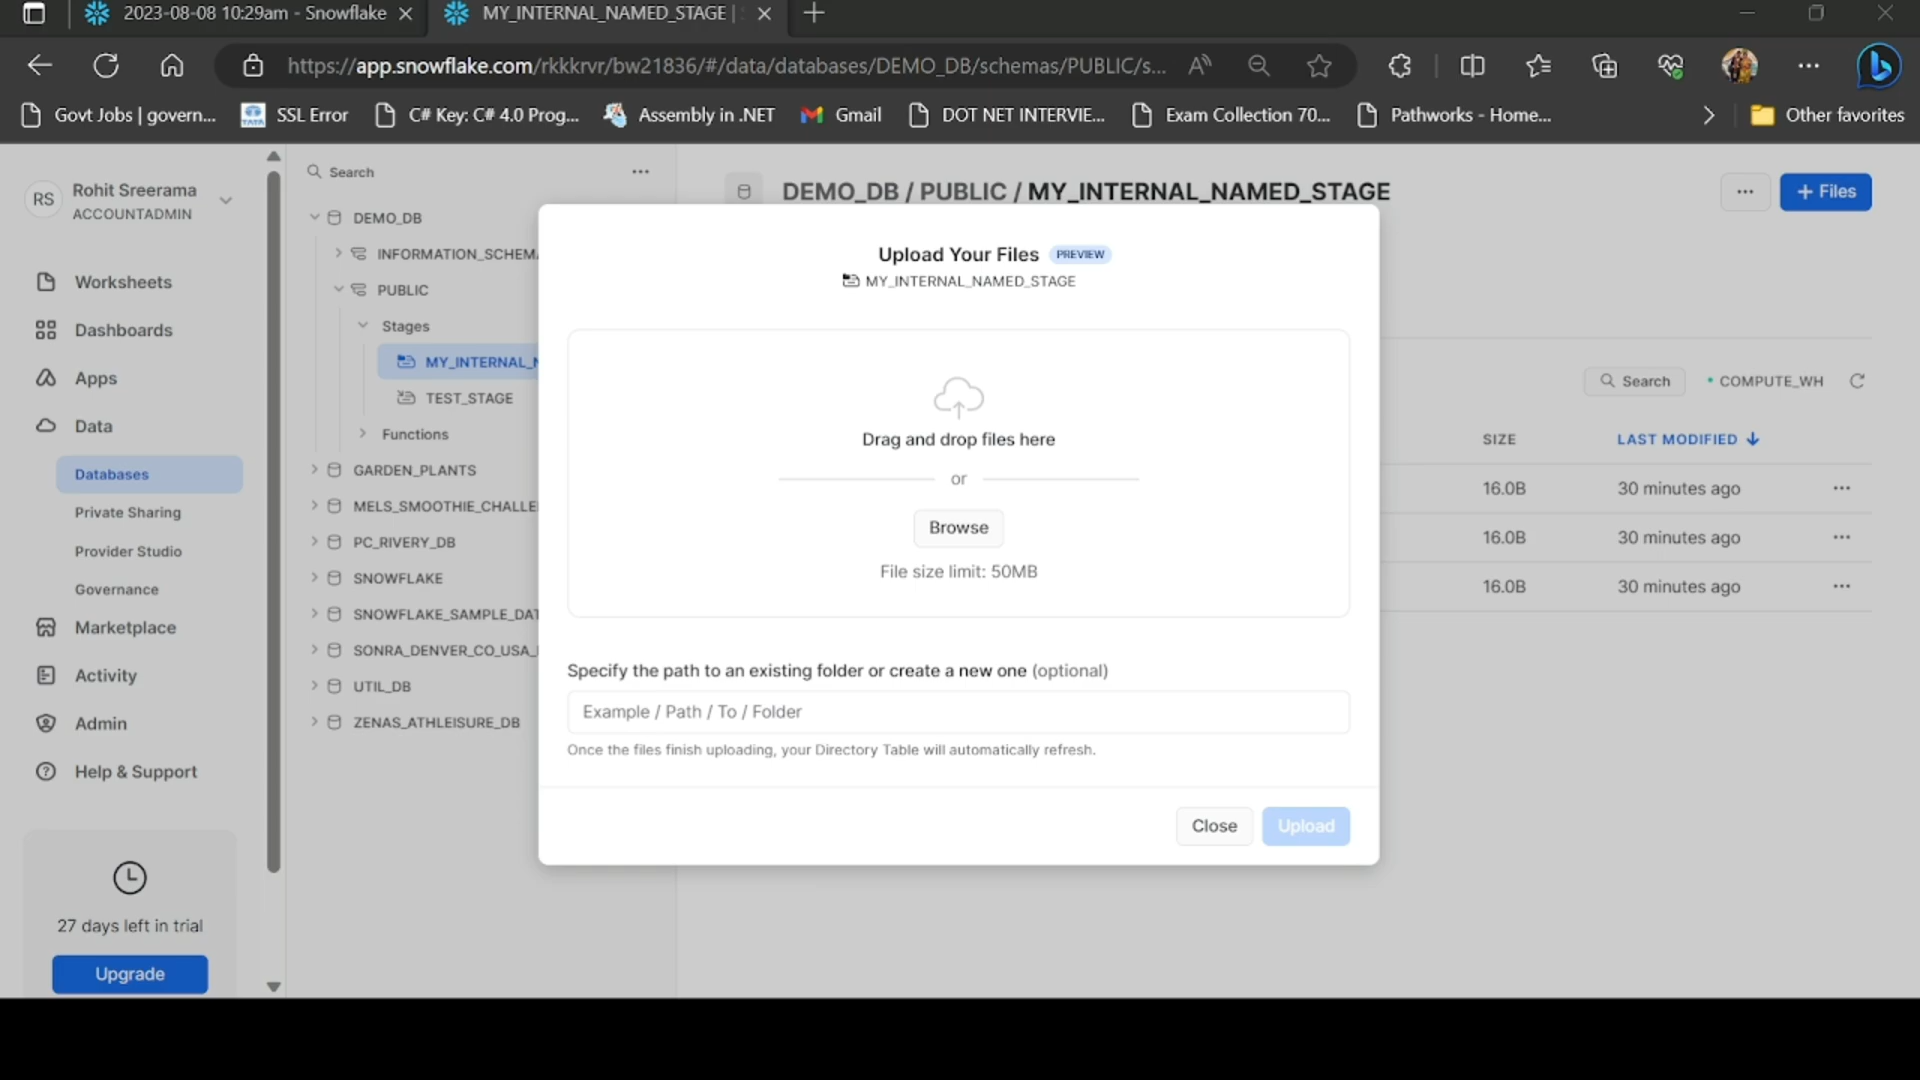 2023-08-08 10:29am - Snowflake
MY_INTERNAL_NAMED_STAGE |
https://app.snowflake.com/rkkkrvr/bw21836/#/data/databases/DEMO_DB/schemas/PUBLIC/s...
Govt Jobs | govern...
SSL Error
C# Key: C# 4.0 Prog...
Assembly in .NET
Gmail
DOT NET INTERVIE...
Exam Collection 70...
Pathworks - Home...
Other favorites
RS
Rohit Sreerama
ACCOUNTADMIN
Worksheets
Dashboards
Apps
Data
Databases
Private Sharing
Provider Studio
Governance
Marketplace
Activity
Admin
Help & Support
27 days left in trial
Upgrade
Search
DEMO_DB
INFORMATION_SCHEMA
PUBLIC
Stages
MY_INTERNAL_N
TEST_STAGE
Functions
GARDEN_PLANTS
MELS_SMOOTHIE_CHALLE
PC_RIVERY_DB
SNOWFLAKE
SNOWFLAKE_SAMPLE_DAT
SONRA_DENVER_CO_USA_
UTIL_DB
ZENAS_ATHLEISURE_DB
DEMO_DB / PUBLIC / MY_INTERNAL_NAMED_STAGE
+ Files
Upload Your Files PREVIEW
MY_INTERNAL_NAMED_STAGE
Drag and drop files here
or
Browse
File size limit: 50MB
Specify the path to an existing folder or create a new one (optional)
Example / Path / To / Folder
Once the files finish uploading, your Directory Table will automatically refresh.
Close
Upload
Search
COMPUTE_WH
SIZE
LAST MODIFIED
16.0B
30 minutes ago
16.0B
30 minutes ago
16.0B
30 minutes ago